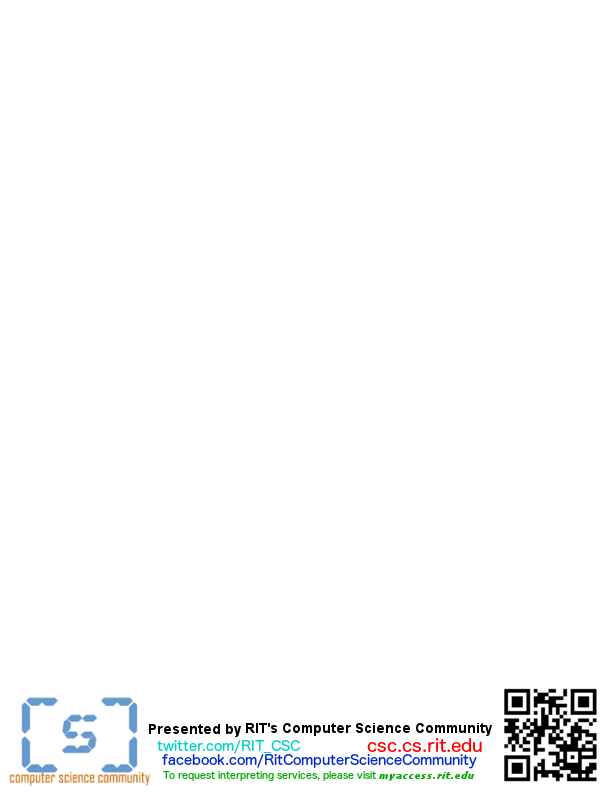 Presented by RIT's Computer Science Community
twitter.com/RIT_CSC csc.cs.rit.edu
facebook.com/RitComputerScienceCommunity
To request interpreting services, please visit myaccess.rit.edu
S
computer science community